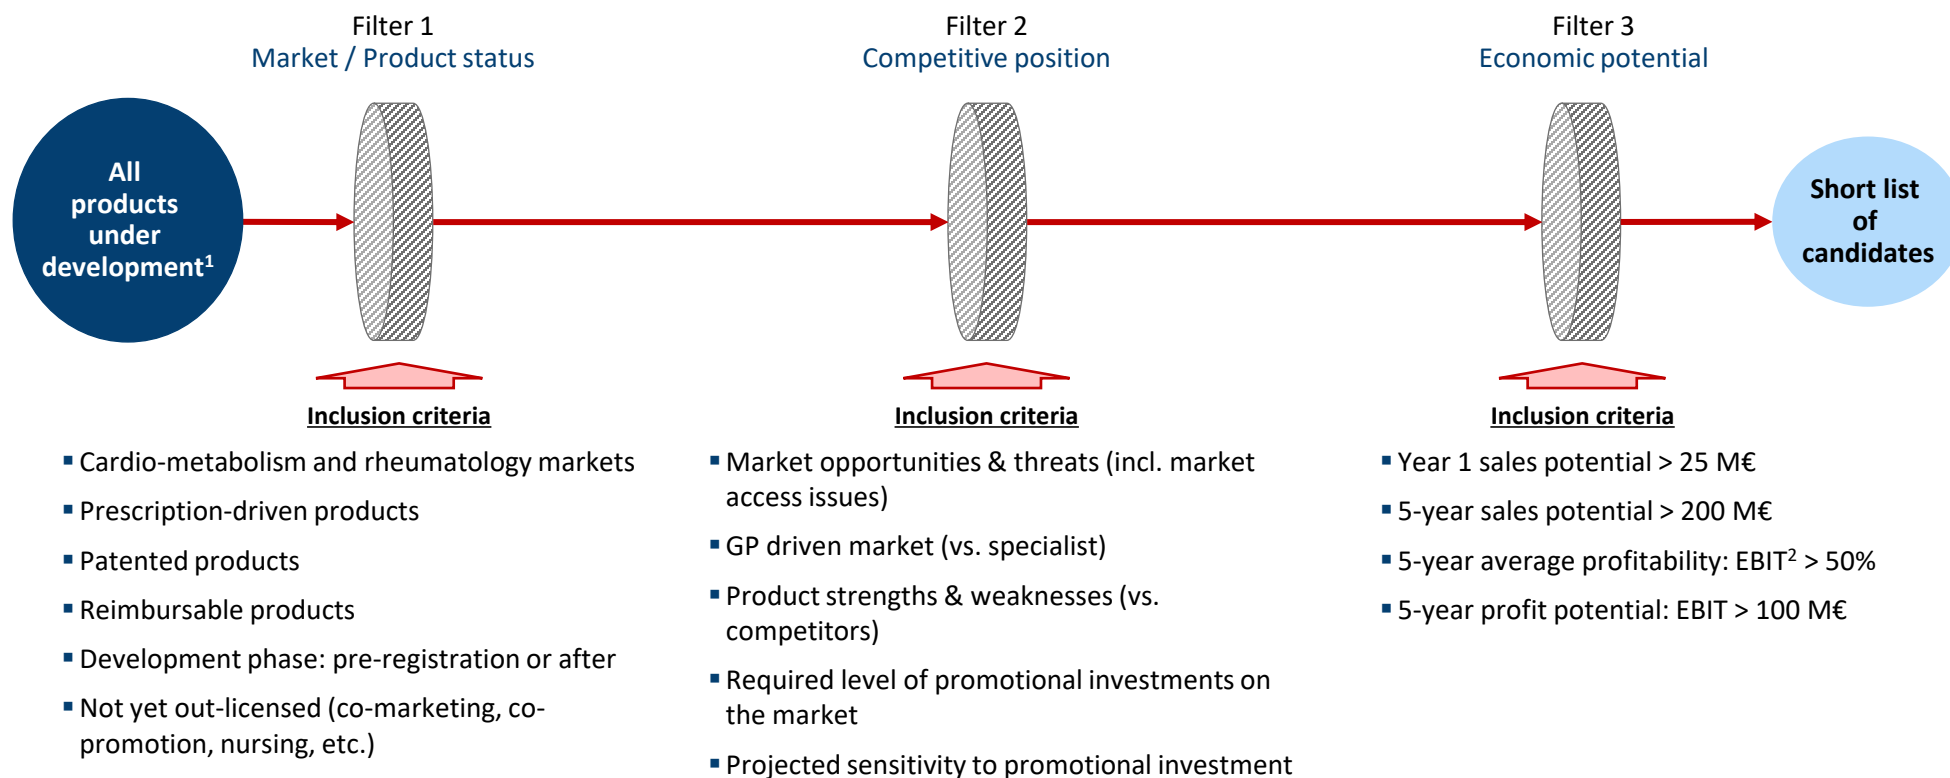 Filter 1
Market / Product status
Filter 2
Competitive position
Filter 3
Economic potential
All
products
under
development¹
Short list
of
candidates
Inclusion criteria
▪ Cardio-metabolism and rheumatology markets
▪ Prescription-driven products
▪ Patented products
▪ Reimbursable products
▪ Development phase: pre-registration or after
▪ Not yet out-licensed (co-marketing, co-
promotion, nursing, etc.)
Inclusion criteria
▪ Market opportunities & threats (incl. market
access issues)
▪ GP driven market (vs. specialist)
▪ Product strengths & weaknesses (vs.
competitors)
▪ Required level of promotional investments on
the market
▪ Projected sensitivity to promotional investment
Inclusion criteria
▪ Year 1 sales potential > 25 M€
▪ 5-year sales potential > 200 M€
▪ 5-year average profitability: EBIT² > 50%
▪ 5-year profit potential: EBIT > 100 M€